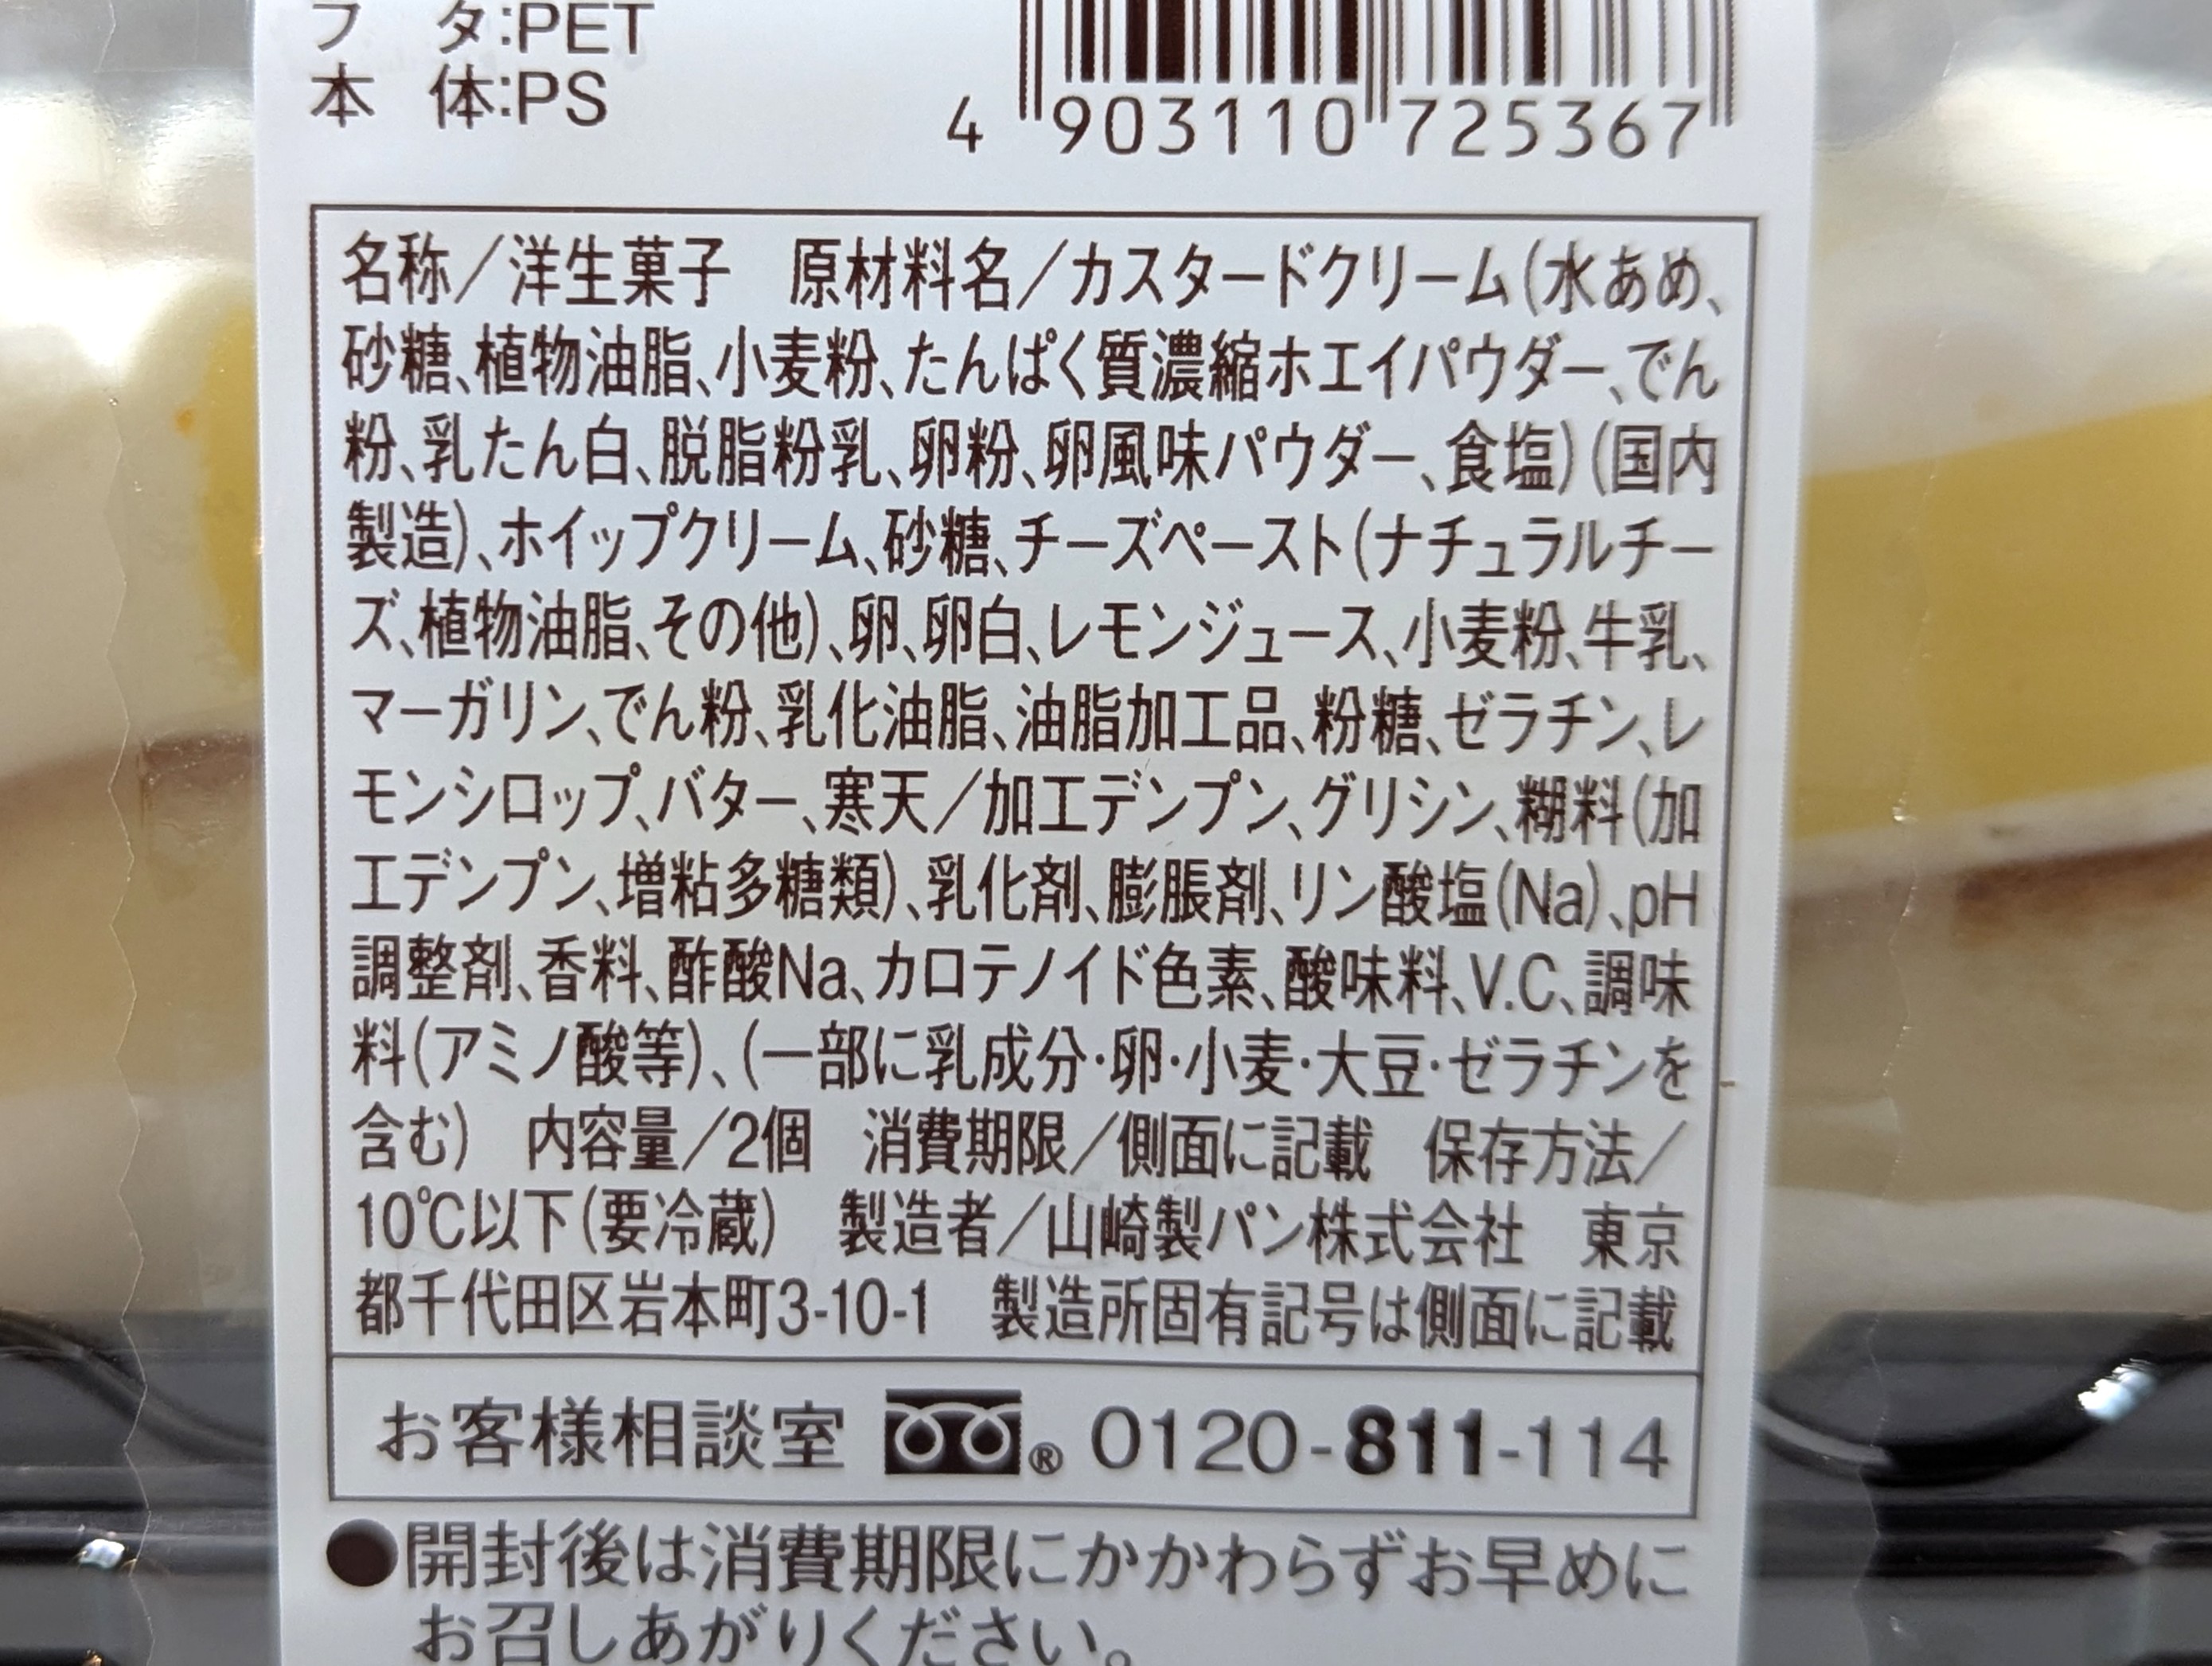 フ タ:PET
本 体:PS
4 903110 725367
名称/洋生菓子 原材料名/カスタードクリーム(水あめ、
砂糖、植物油脂、小麦粉、たんぱく質濃縮ホエイパウダー、でん
粉、乳たん白、脱脂粉乳、卵粉、卵風味パウダー、食塩)(国内
製造)、ホイップクリーム、砂糖、チーズペースト(ナチュラルチー
ズ、植物油脂、その他)、卵、卵白、レモンジュース、小麦粉、牛乳、
マーガリン、でん粉、乳化油脂、油脂加工品、粉糖、ゼラチン、レ
モンシロップ、バター、寒天/加工デンプン、グリシン、糊料(加
工デンプン、増粘多糖類)、乳化剤、膨脹剤、リン酸塩(Na)、pH
調整剤、香料、酢酸Na、カロテノイド色素、酸味料、V.C、調味
料(アミノ酸等)、(一部に乳成分・卵・小麦・大豆・ゼラチンを
含む) 内容量/2個 消費期限/側面に記載 保存方法/
10℃以下(要冷蔵) 製造者/山崎製パン株式会社 東京
都千代田区岩本町3-10-1 製造所固有記号は側面に記載
お客様相談室 ® 0120-811-114
●開封後は消費期限にかかわらずお早めに
お召しあがりください。